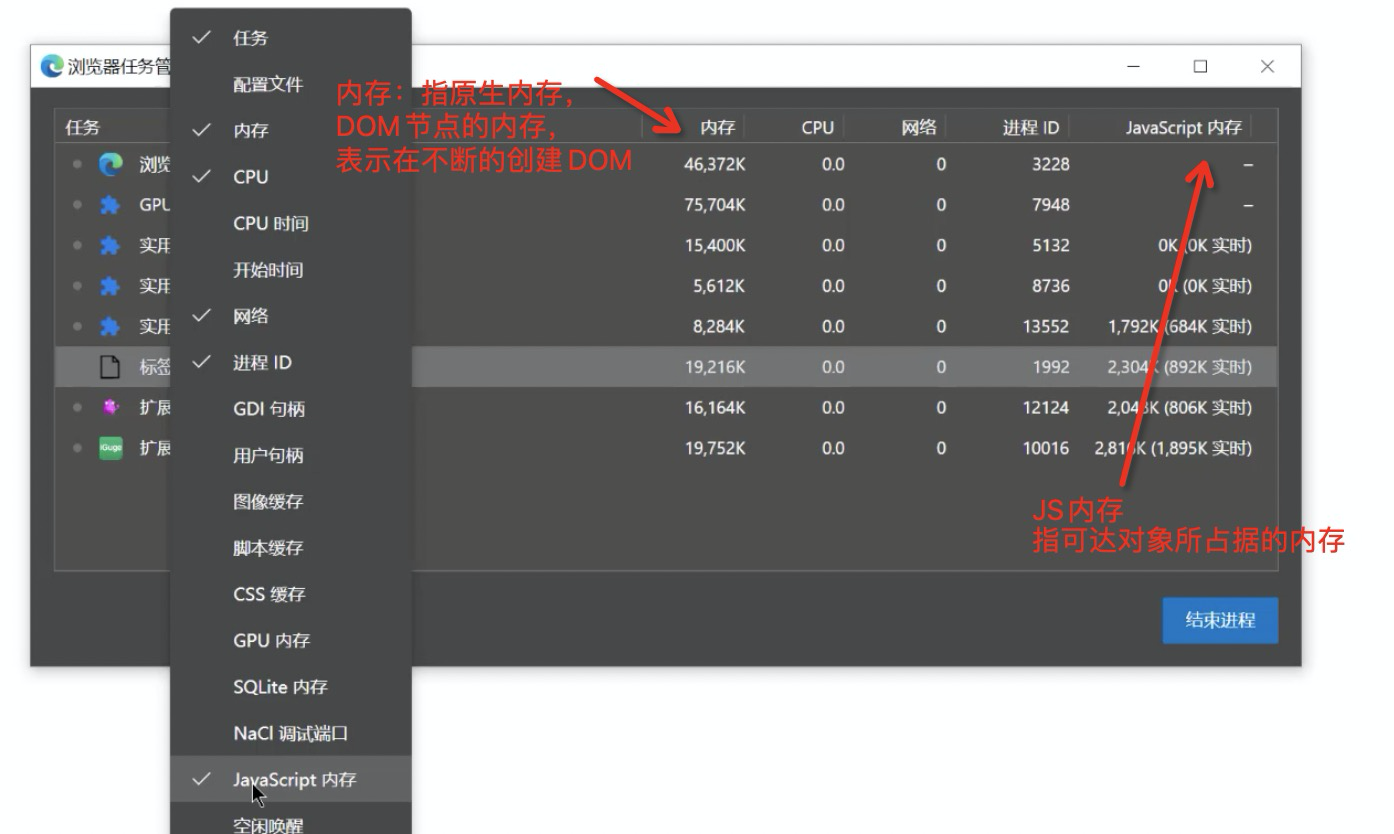 任务
配置文件
内存
CPU
CPU 时间
开始时间
网络
进程 ID
GDI 句柄
用户句柄
图像缓存
脚本缓存
CSS 缓存
GPU 内存
SQLite 内存
NaCl 调试端口
JavaScript 内存
空闲唤醒
浏览器任务管
内存：指原生内存，
DOM节点的内存，
表示在不断的创建DOM
任务 内存 CPU 网络 进程 ID JavaScript 内存
浏览 46,372K 0.0 0 3228 –
GPU 75,704K 0.0 0 7948 –
实用 15,400K 0.0 0 5132 0K (0K 实时)
实用 5,612K 0.0 0 8736 0K (0K 实时)
实用 8,284K 0.0 0 13552 1,792K (684K 实时)
标签 19,216K 0.0 0 1992 2,304K (892K 实时)
扩展 16,164K 0.0 0 12124 2,048K (806K 实时)
iGuge 扩展 19,752K 0.0 0 10016 2,816K (1,895K 实时)
JS内存
指可达对象所占据的内存
结束进程